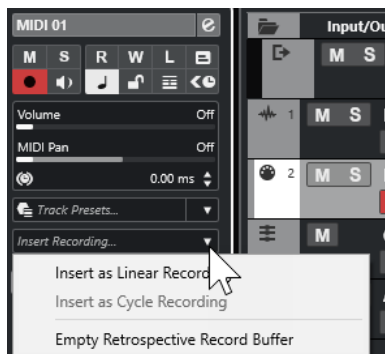 MIDI 01
e
Input/Ou
M S R W L
M S
Volume Off
MIDI Pan Off
1 M S
0.00 ms
2 M S
Track Presets...
Insert Recording...
M
Insert as Linear Record
Insert as Cycle Recording
Empty Retrospective Record Buffer